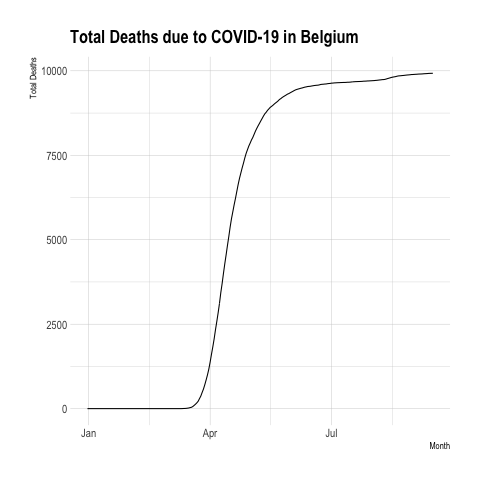 Total Deaths due to COVID-19 in Belgium
Total Deaths
10000
7500
5000
2500
0
Jan Apr Jul
Month